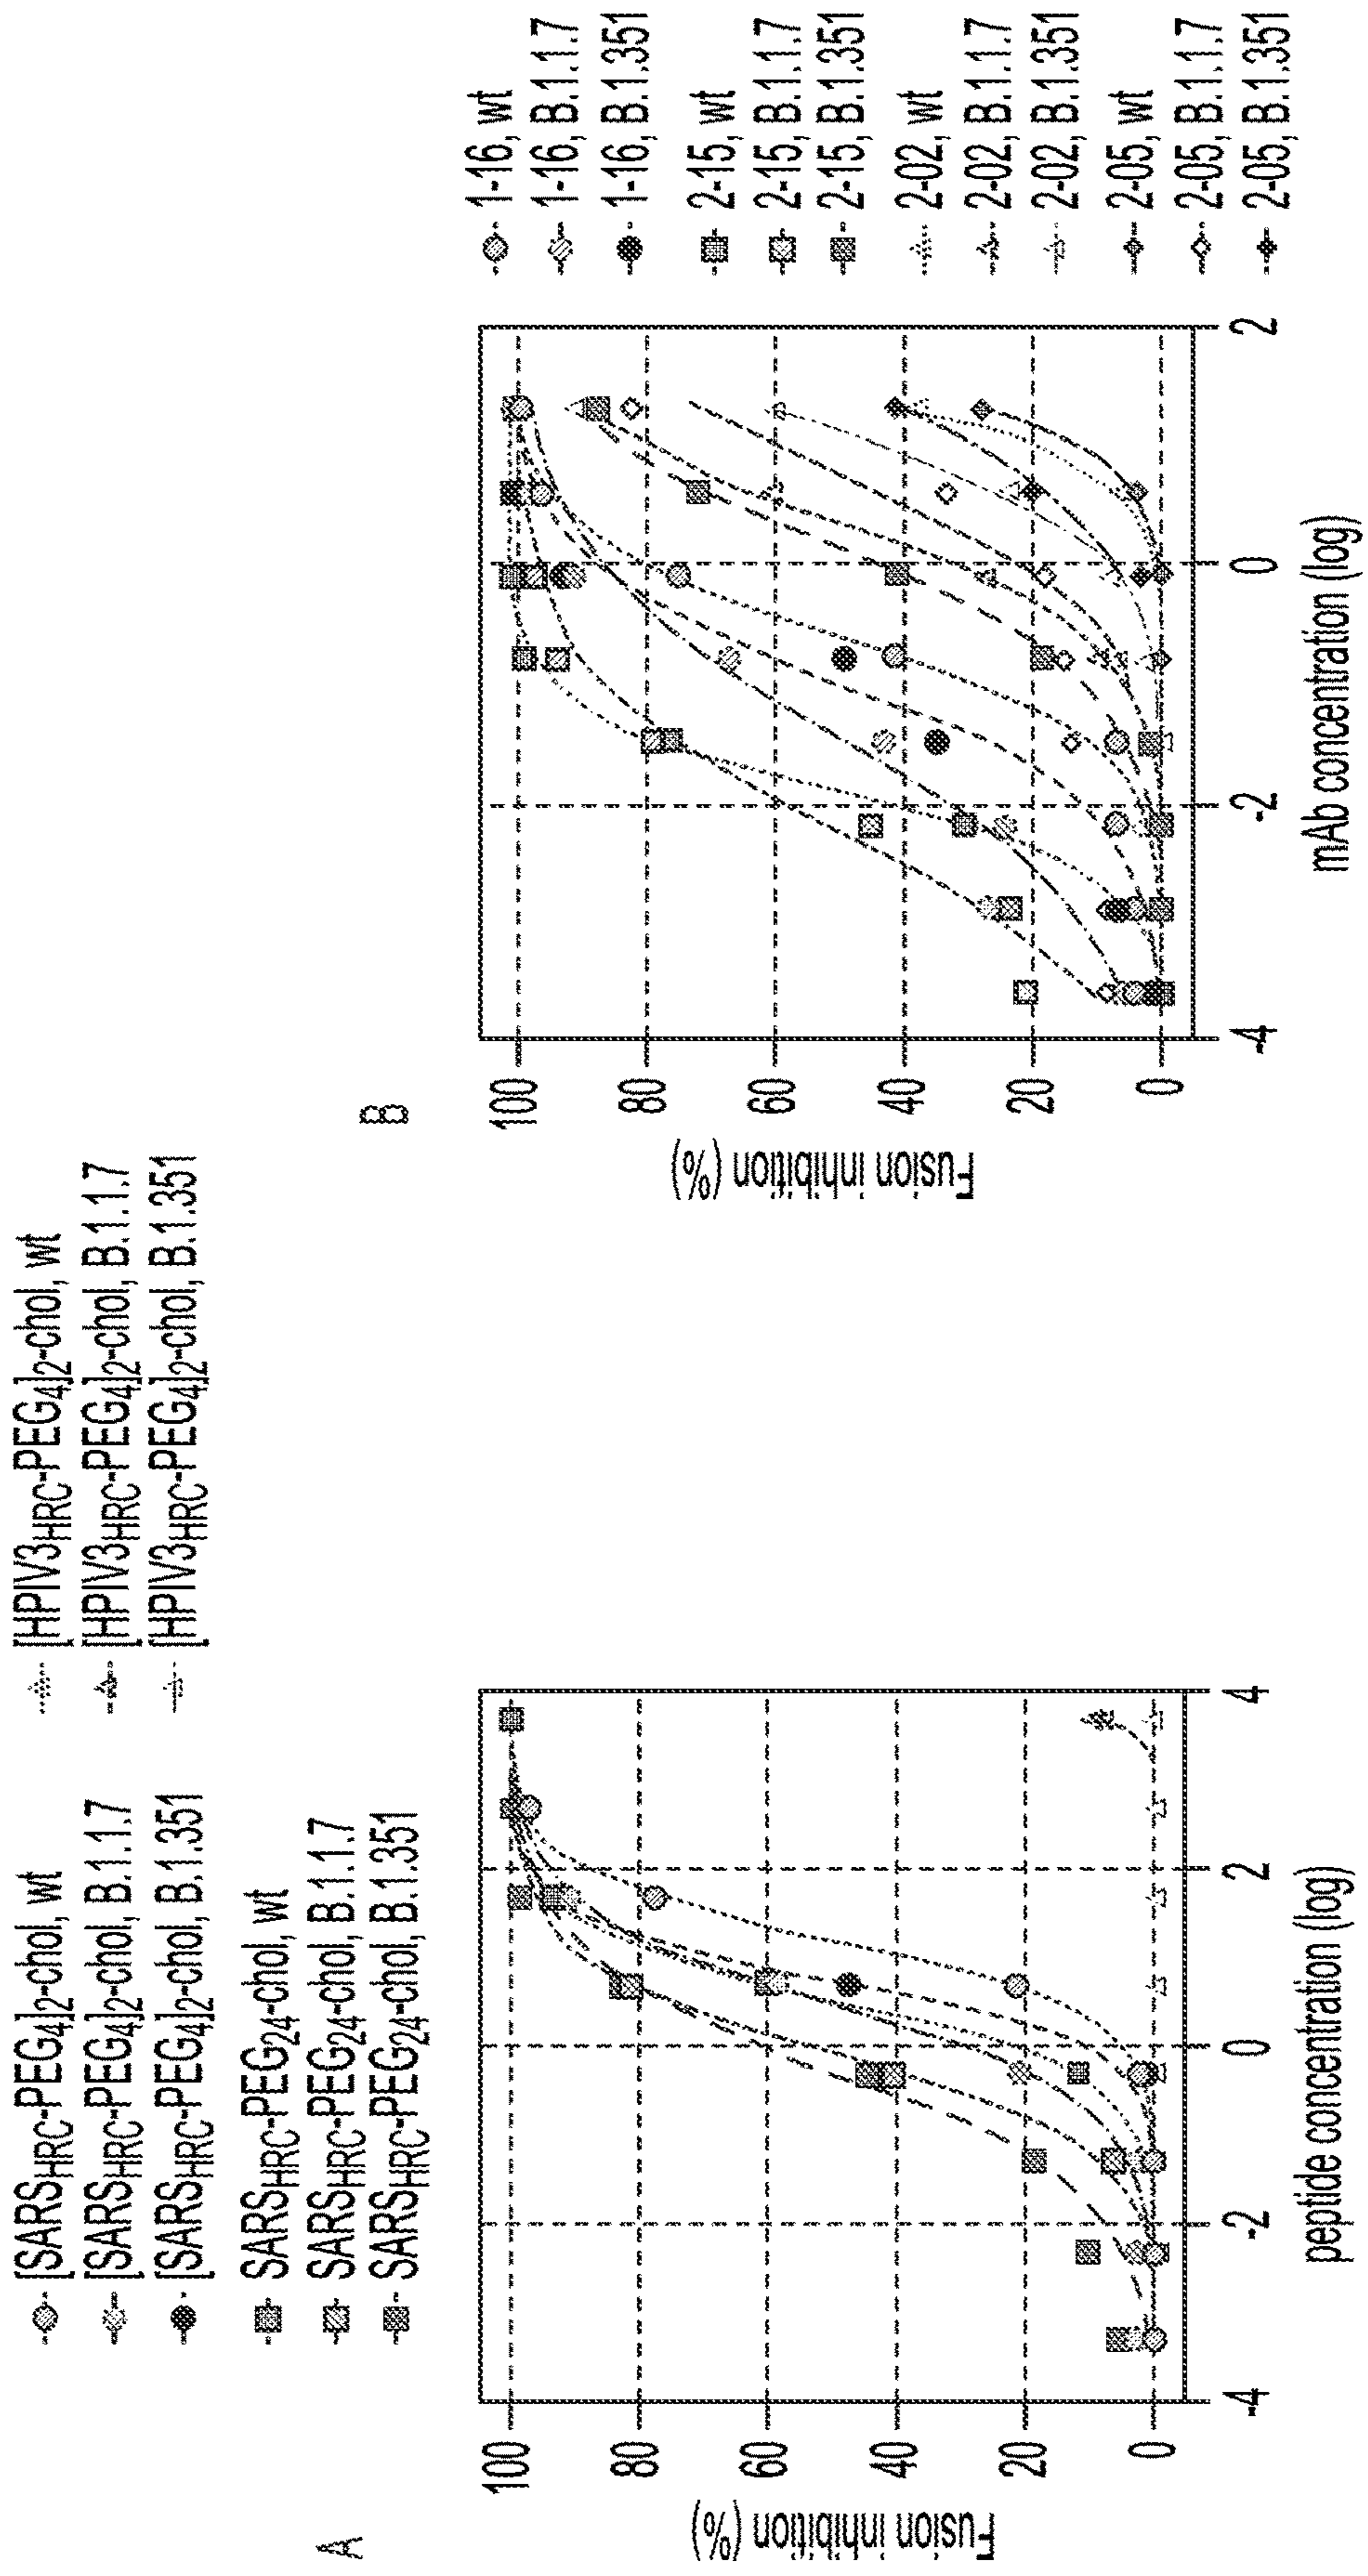 A
[SARSHRC-PEG4]2-chol, wt
[SARSHRC-PEG4]2-chol, B.1.1.7
[SARSHRC-PEG4]2-chol, B.1.351
SARSHRC-PEG24-chol, wt
SARSHRC-PEG24-chol, B.1.1.7
SARSHRC-PEG24-chol, B.1.351
[HPIV3HRC-PEG4]2-chol, wt
[HPIV3HRC-PEG4]2-chol, B.1.1.7
[HPIV3HRC-PEG4]2-chol, B.1.351
Fusion inhibition (%)
100
80
60
40
20
0
-4
-2
0
2
4
peptide concentration (log)
B
Fusion inhibition (%)
100
80
60
40
20
0
-4
-2
0
2
mAb concentration (log)
1-16, wt
1-16, B.1.1.7
1-16, B.1.351
2-15, wt
2-15, B.1.1.7
2-15, B.1.351
2-02, wt
2-02, B.1.1.7
2-02, B.1.351
2-05, wt
2-05, B.1.1.7
2-05, B.1.351